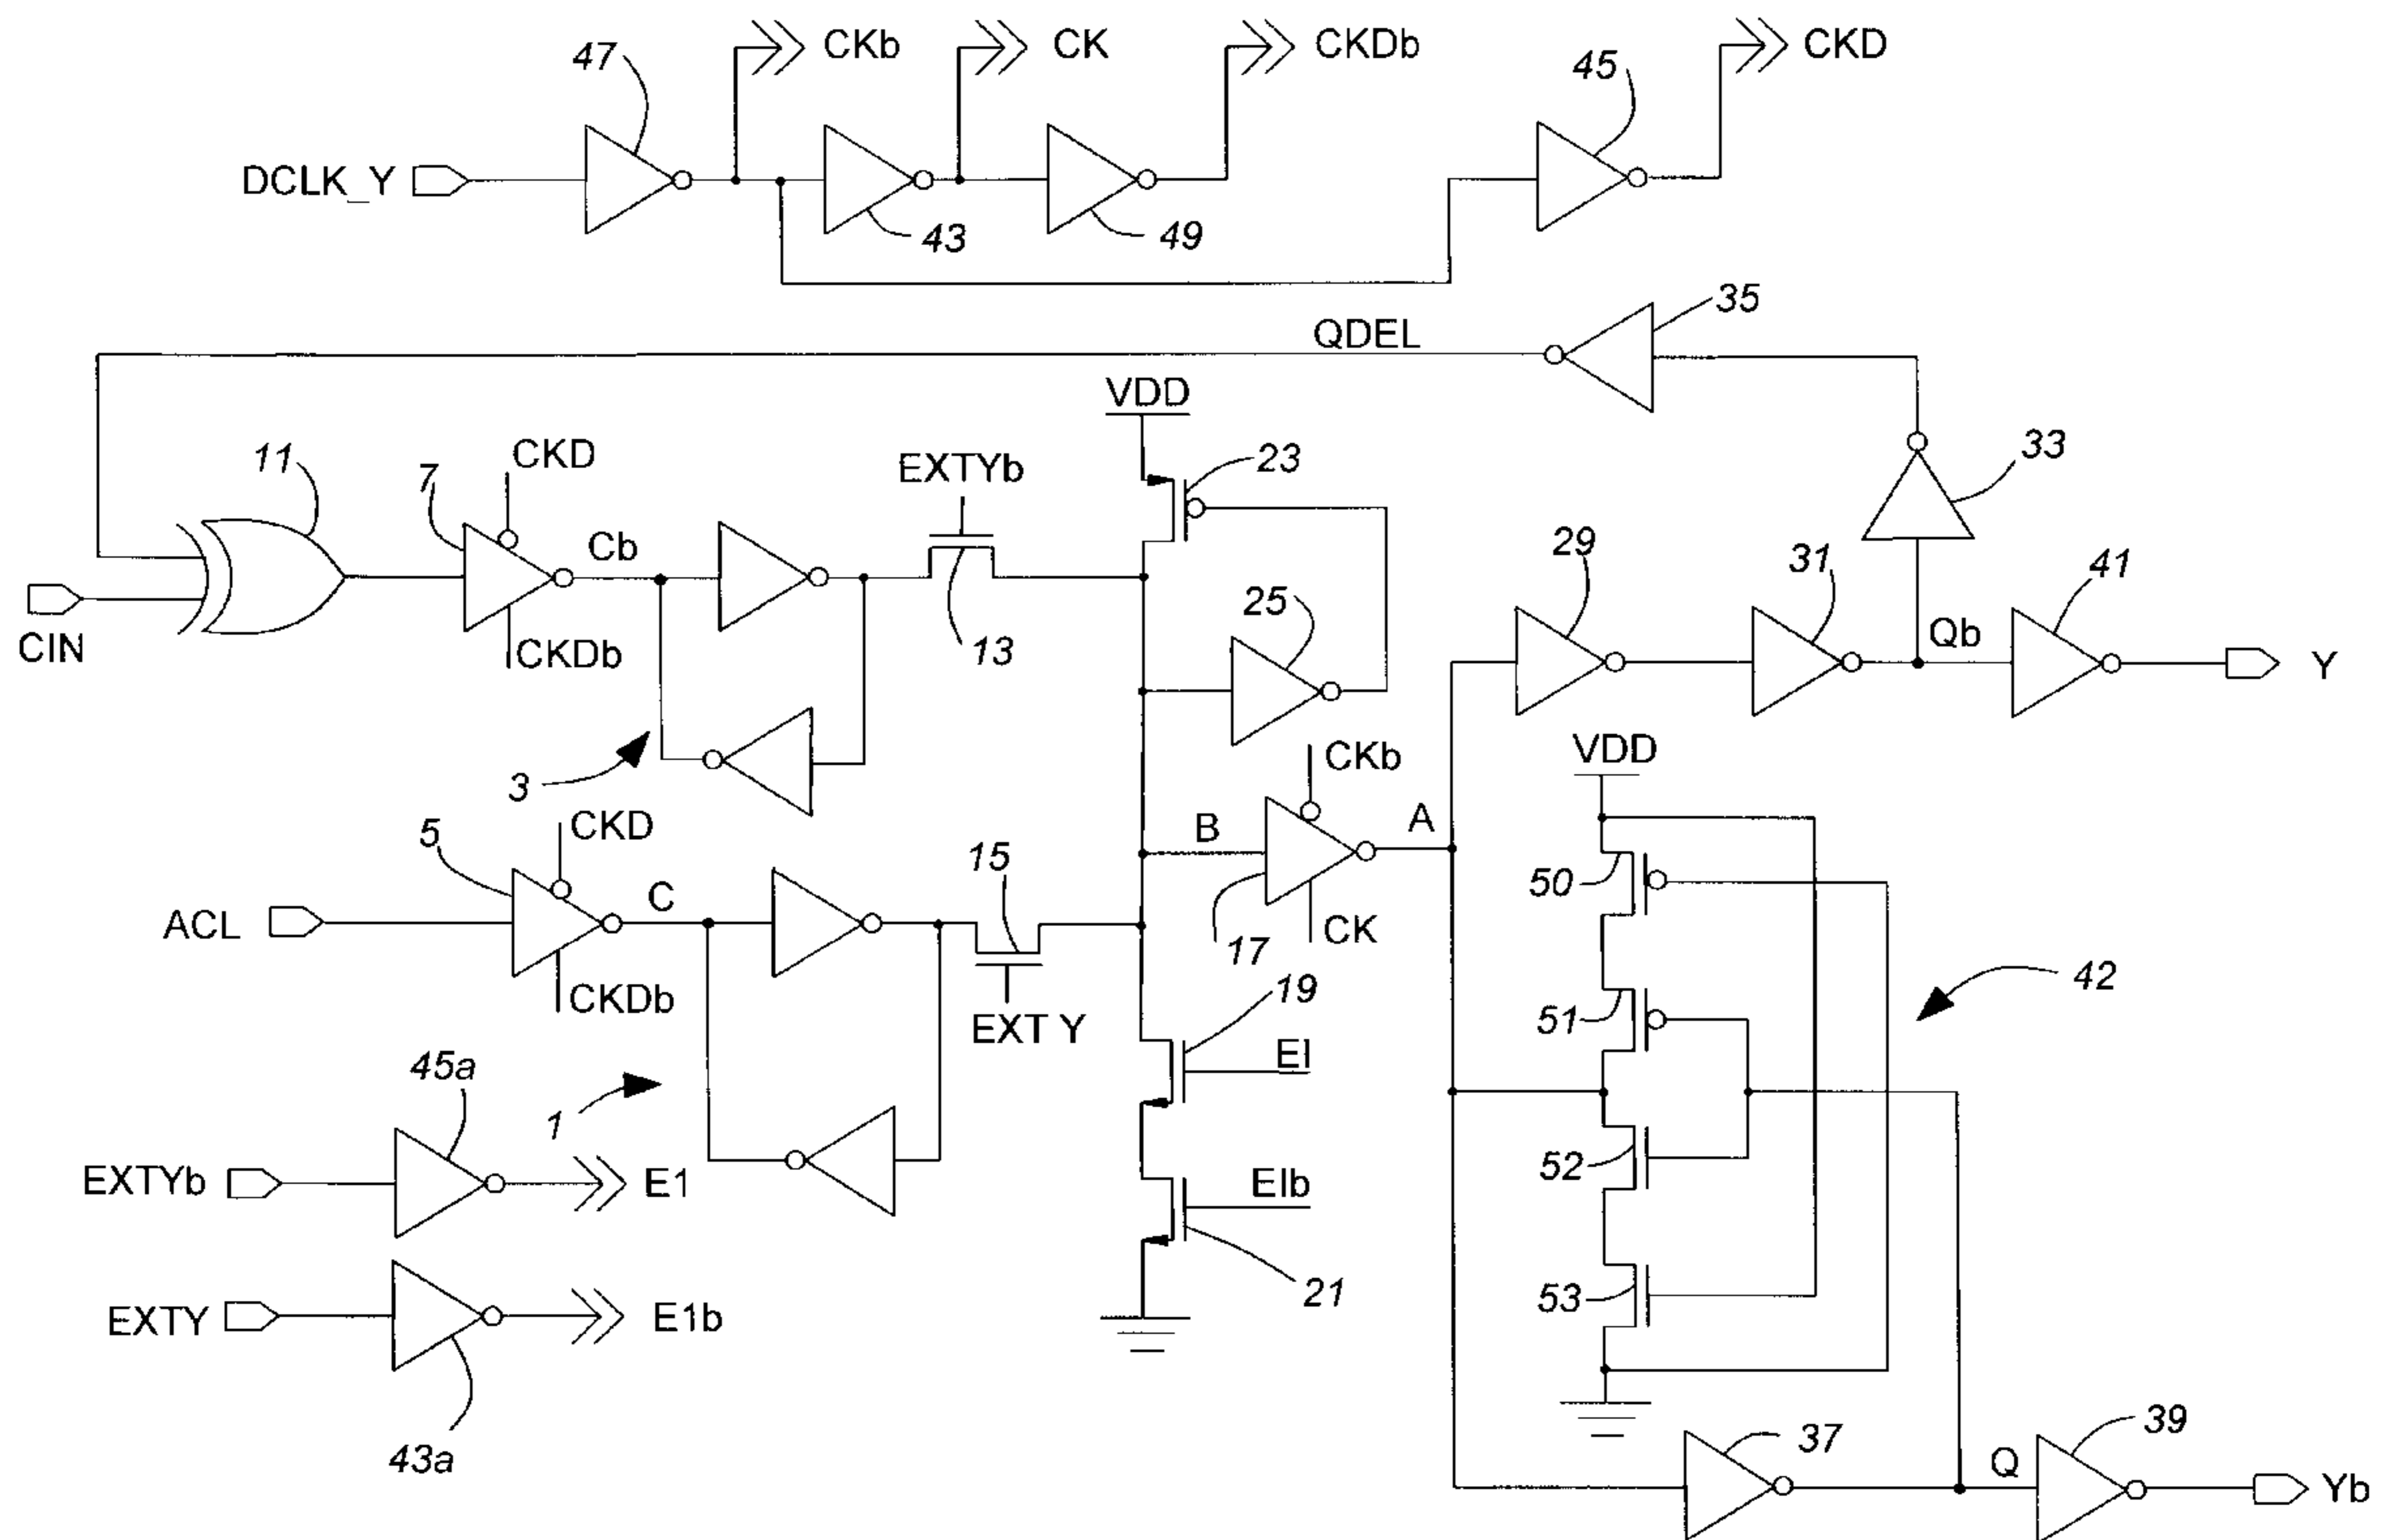 47
CKb
CK
CKDb
45
CKD
DCLK_Y
43
49
35
QDEL
VDD
11
7
CKD
EXTYb
23
33
Cb
29
31
41
25
CIN
CKDb
13
Qb
Y
3
CKb
VDD
5
CKD
B
A
15
50
C
ACL
17
CK
42
CKDb
19
51
EXT Y
EI
45a
1
52
EXTYb
E1
EIb
53
21
EXTY
E1b
43a
37
39
Q
Yb